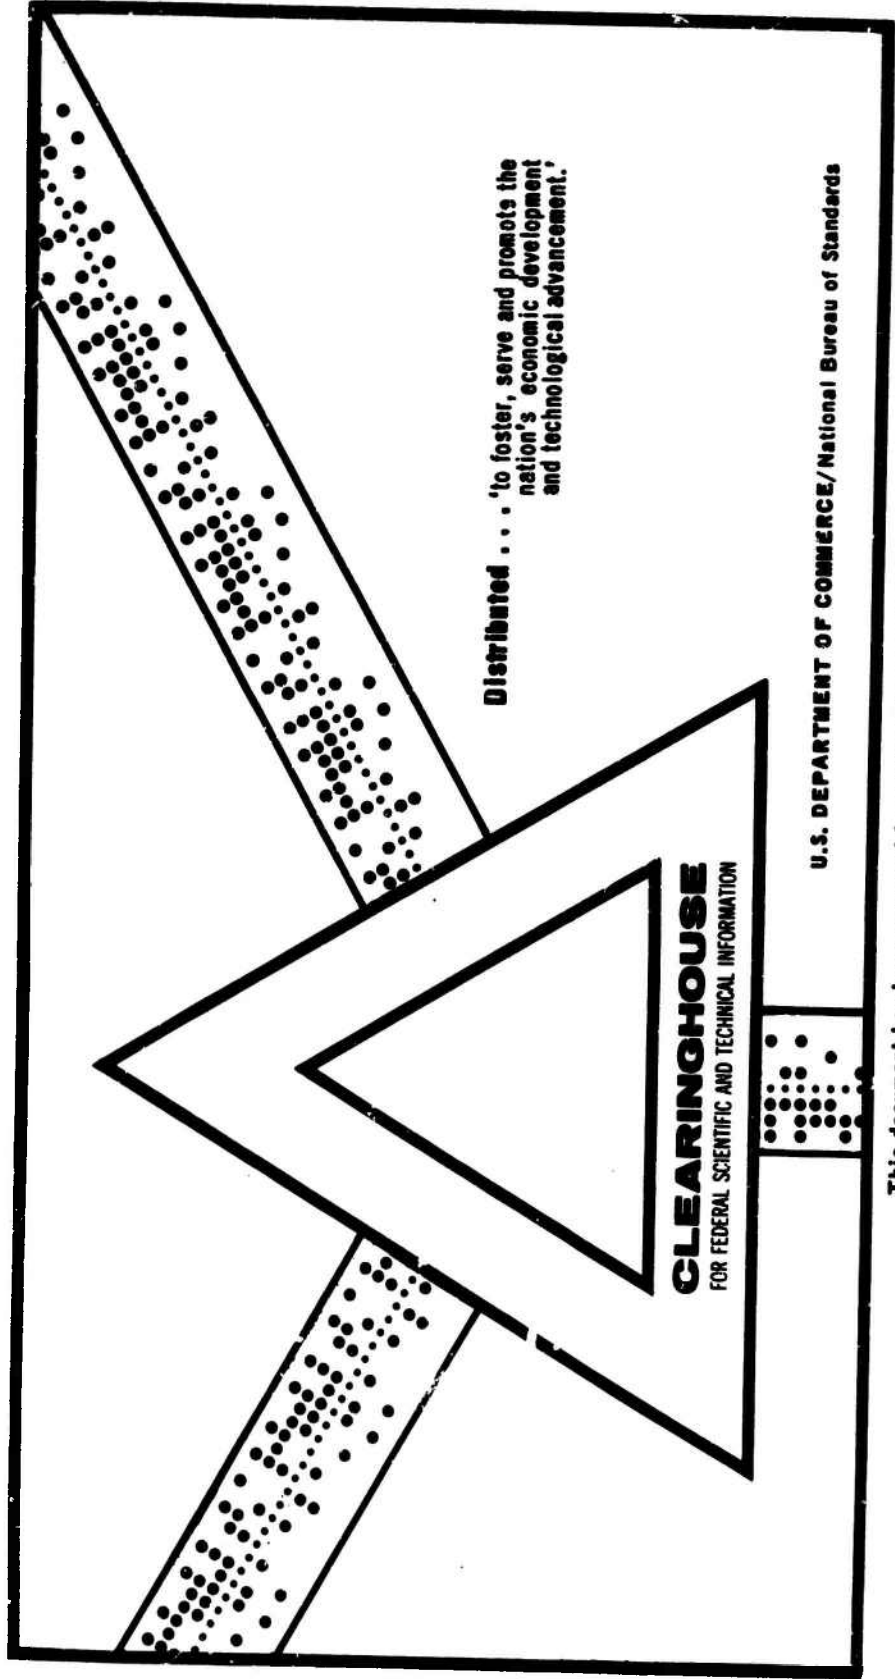 Distributed . . . 'to foster, serve and promote the
nation's economic development
and technological advancement.'
CLEARINGHOUSE
FOR FEDERAL SCIENTIFIC AND TECHNICAL INFORMATION
U.S. DEPARTMENT OF COMMERCE/National Bureau of Standards